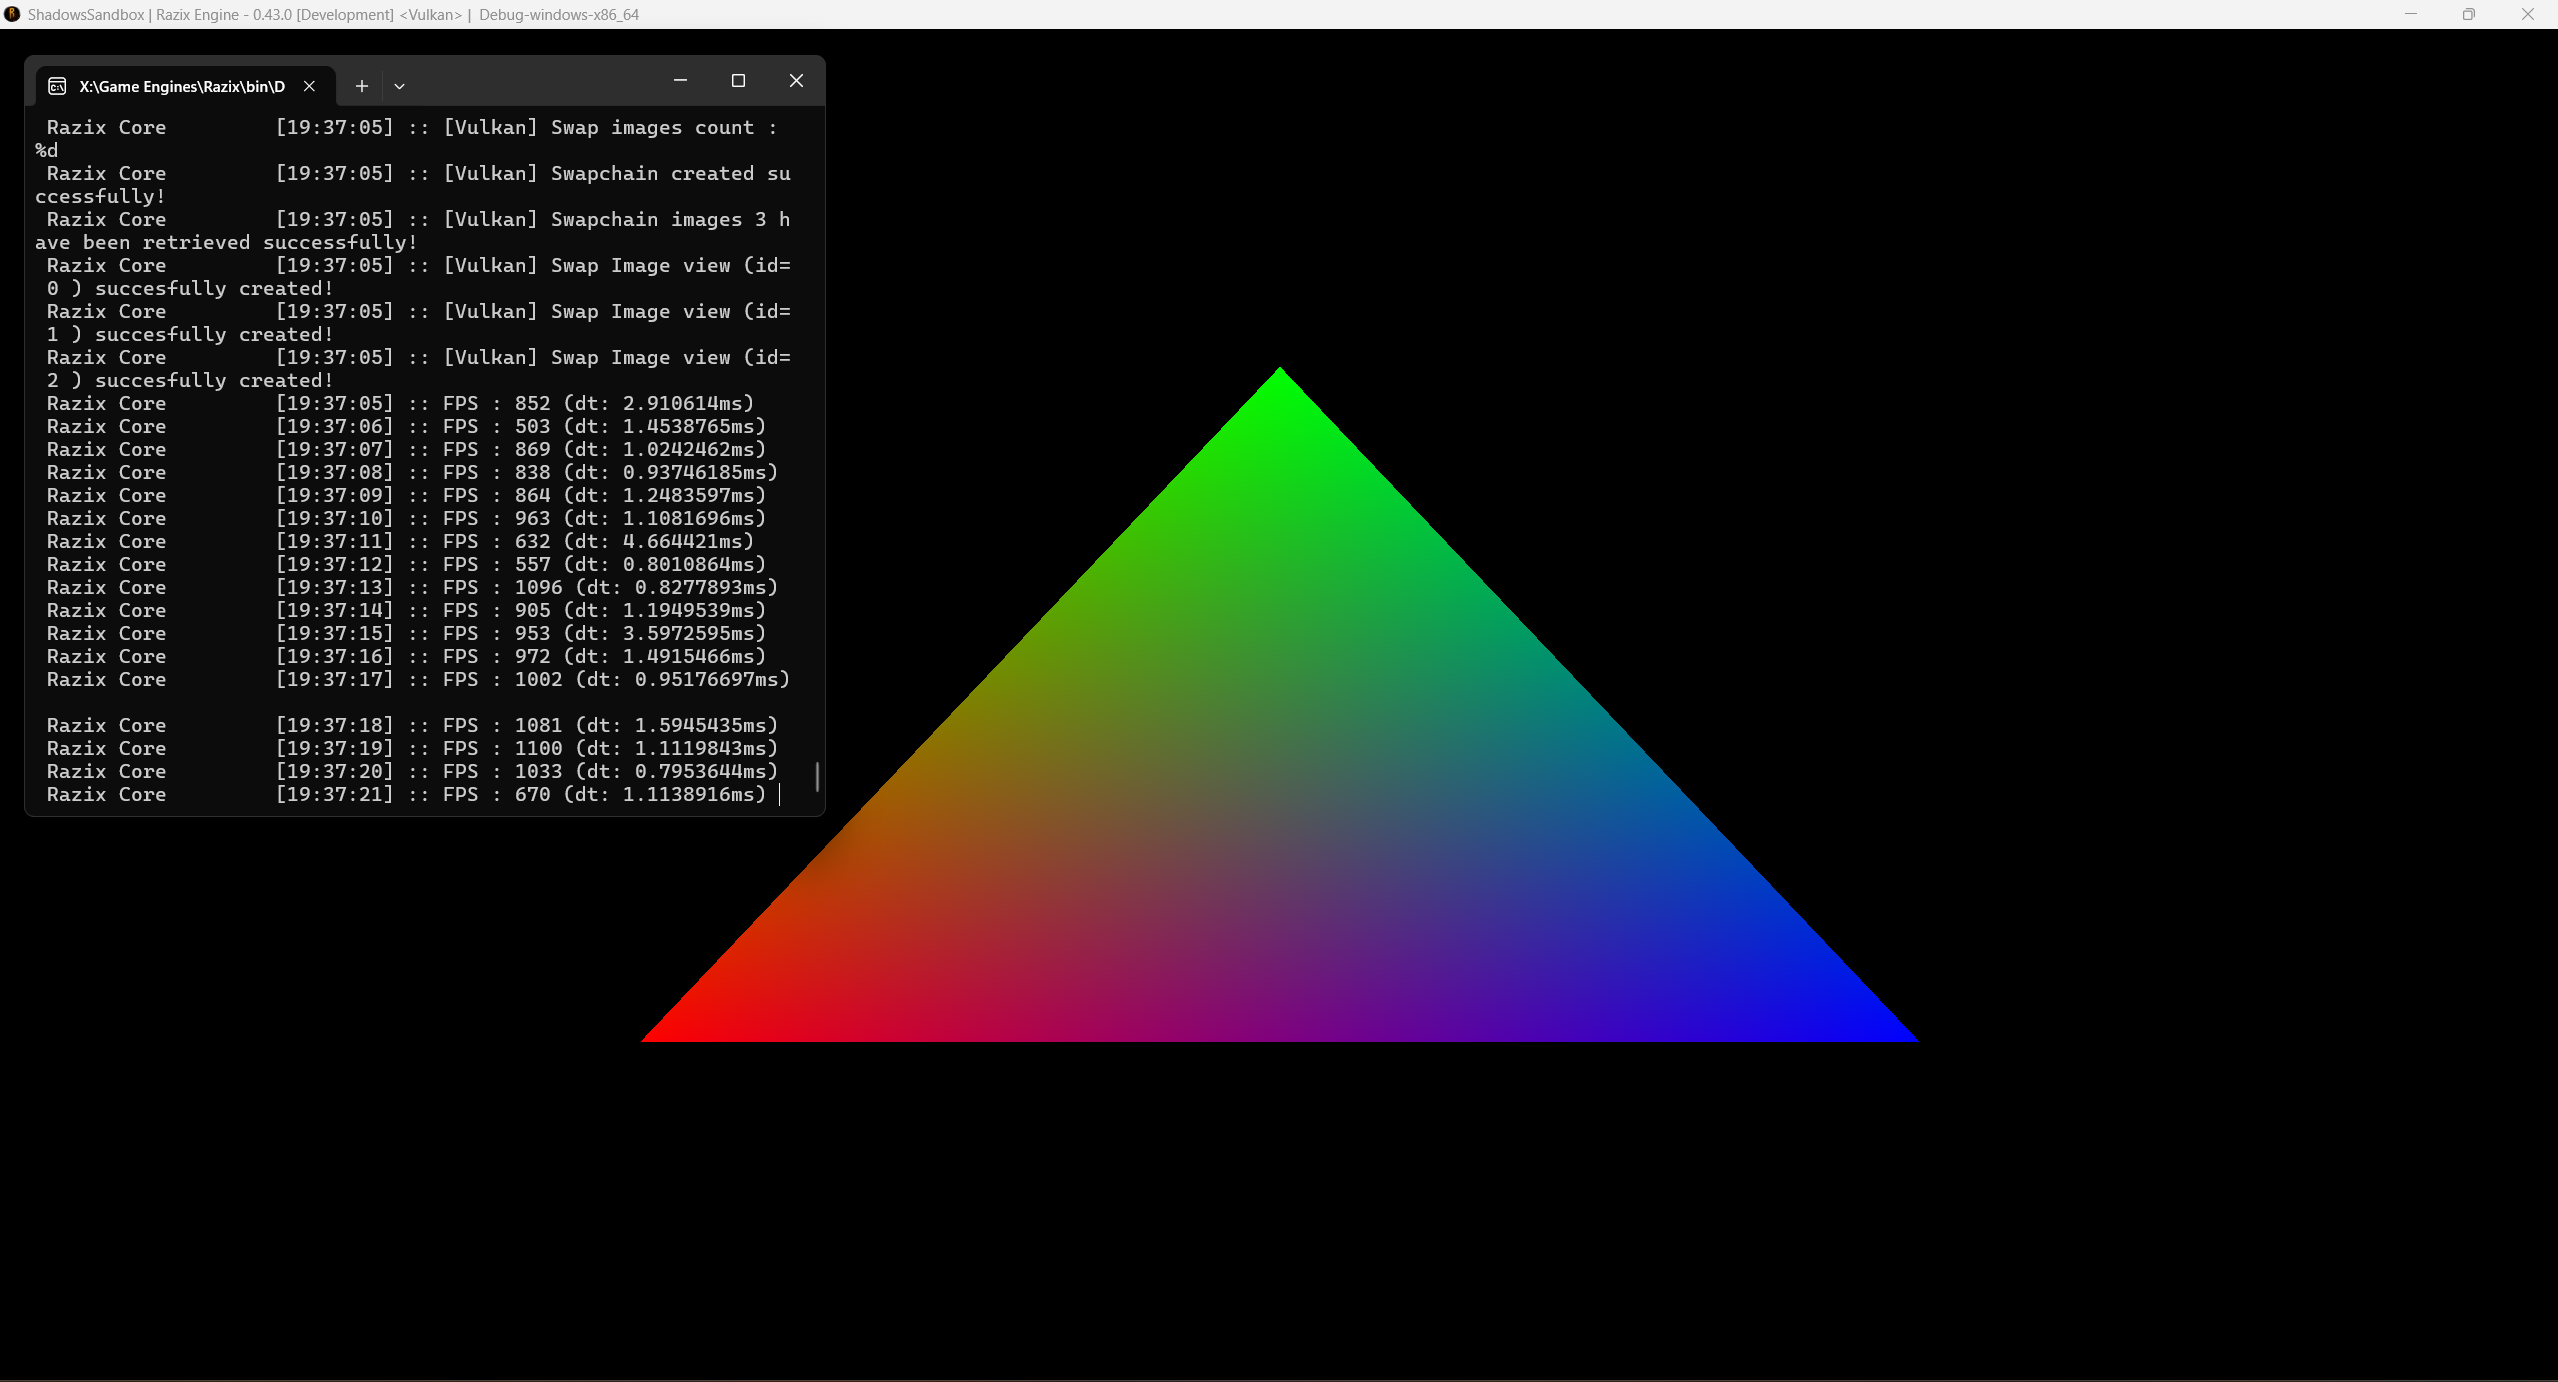 ShadowsSandbox | Razix Engine - 0.43.0 [Development] <Vulkan> |  Debug-windows-x86_64
X:\Game Engines\Razix\bin\D
Razix Core         [19:37:05] :: [Vulkan] Swap images count :
%d
Razix Core         [19:37:05] :: [Vulkan] Swapchain created su
ccessfully!
Razix Core         [19:37:05] :: [Vulkan] Swapchain images 3 h
ave been retrieved successfully!
Razix Core         [19:37:05] :: [Vulkan] Swap Image view (id=
0 ) succesfully created!
Razix Core         [19:37:05] :: [Vulkan] Swap Image view (id=
1 ) succesfully created!
Razix Core         [19:37:05] :: [Vulkan] Swap Image view (id=
2 ) succesfully created!
Razix Core         [19:37:05] :: FPS : 852 (dt: 2.910614ms)
Razix Core         [19:37:06] :: FPS : 503 (dt: 1.4538765ms)
Razix Core         [19:37:07] :: FPS : 869 (dt: 1.0242462ms)
Razix Core         [19:37:08] :: FPS : 838 (dt: 0.93746185ms)
Razix Core         [19:37:09] :: FPS : 864 (dt: 1.2483597ms)
Razix Core         [19:37:10] :: FPS : 963 (dt: 1.1081696ms)
Razix Core         [19:37:11] :: FPS : 632 (dt: 4.664421ms)
Razix Core         [19:37:12] :: FPS : 557 (dt: 0.8010864ms)
Razix Core         [19:37:13] :: FPS : 1096 (dt: 0.8277893ms)
Razix Core         [19:37:14] :: FPS : 905 (dt: 1.1949539ms)
Razix Core         [19:37:15] :: FPS : 953 (dt: 3.5972595ms)
Razix Core         [19:37:16] :: FPS : 972 (dt: 1.4915466ms)
Razix Core         [19:37:17] :: FPS : 1002 (dt: 0.95176697ms)
Razix Core         [19:37:18] :: FPS : 1081 (dt: 1.5945435ms)
Razix Core         [19:37:19] :: FPS : 1100 (dt: 1.1119843ms)
Razix Core         [19:37:20] :: FPS : 1033 (dt: 0.7953644ms)
Razix Core         [19:37:21] :: FPS : 670 (dt: 1.1138916ms)